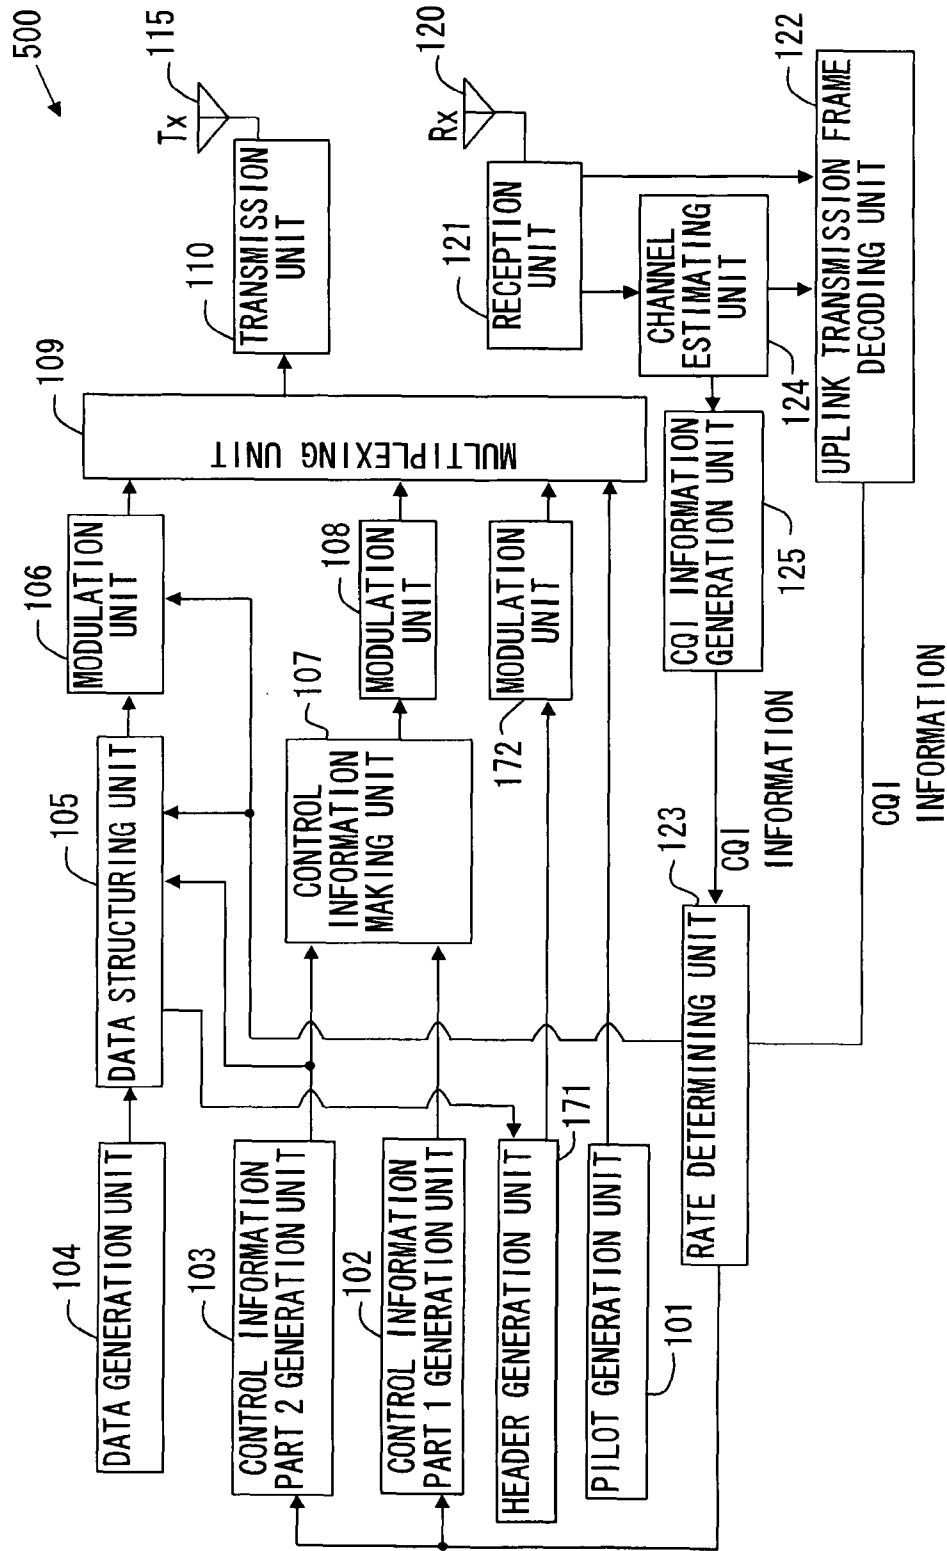 500
104
DATA GENERATION UNIT
105
DATA STRUCTURING UNIT
106
MODULATION
UNIT
109
MULTIPLEXING UNIT
110
TRANSMISSION
UNIT
115
Tx
103
CONTROL INFORMATION
PART 2 GENERATION UNIT
107
CONTROL
INFORMATION
MAKING UNIT
108
MODULATION
UNIT
102
CONTROL INFORMATION
PART 1 GENERATION UNIT
120
Rx
121
RECEPTION
UNIT
HEADER GENERATION UNIT
171
172
MODULATION
UNIT
PILOT GENERATION UNIT
101
CHANNEL
ESTIMATING
UNIT
124
CQI INFORMATION
GENERATION UNIT
125
123
RATE DETERMINING UNIT
CQI
INFORMATION
122
UPLINK TRANSMISSION FRAME
DECODING UNIT
CQI
INFORMATION